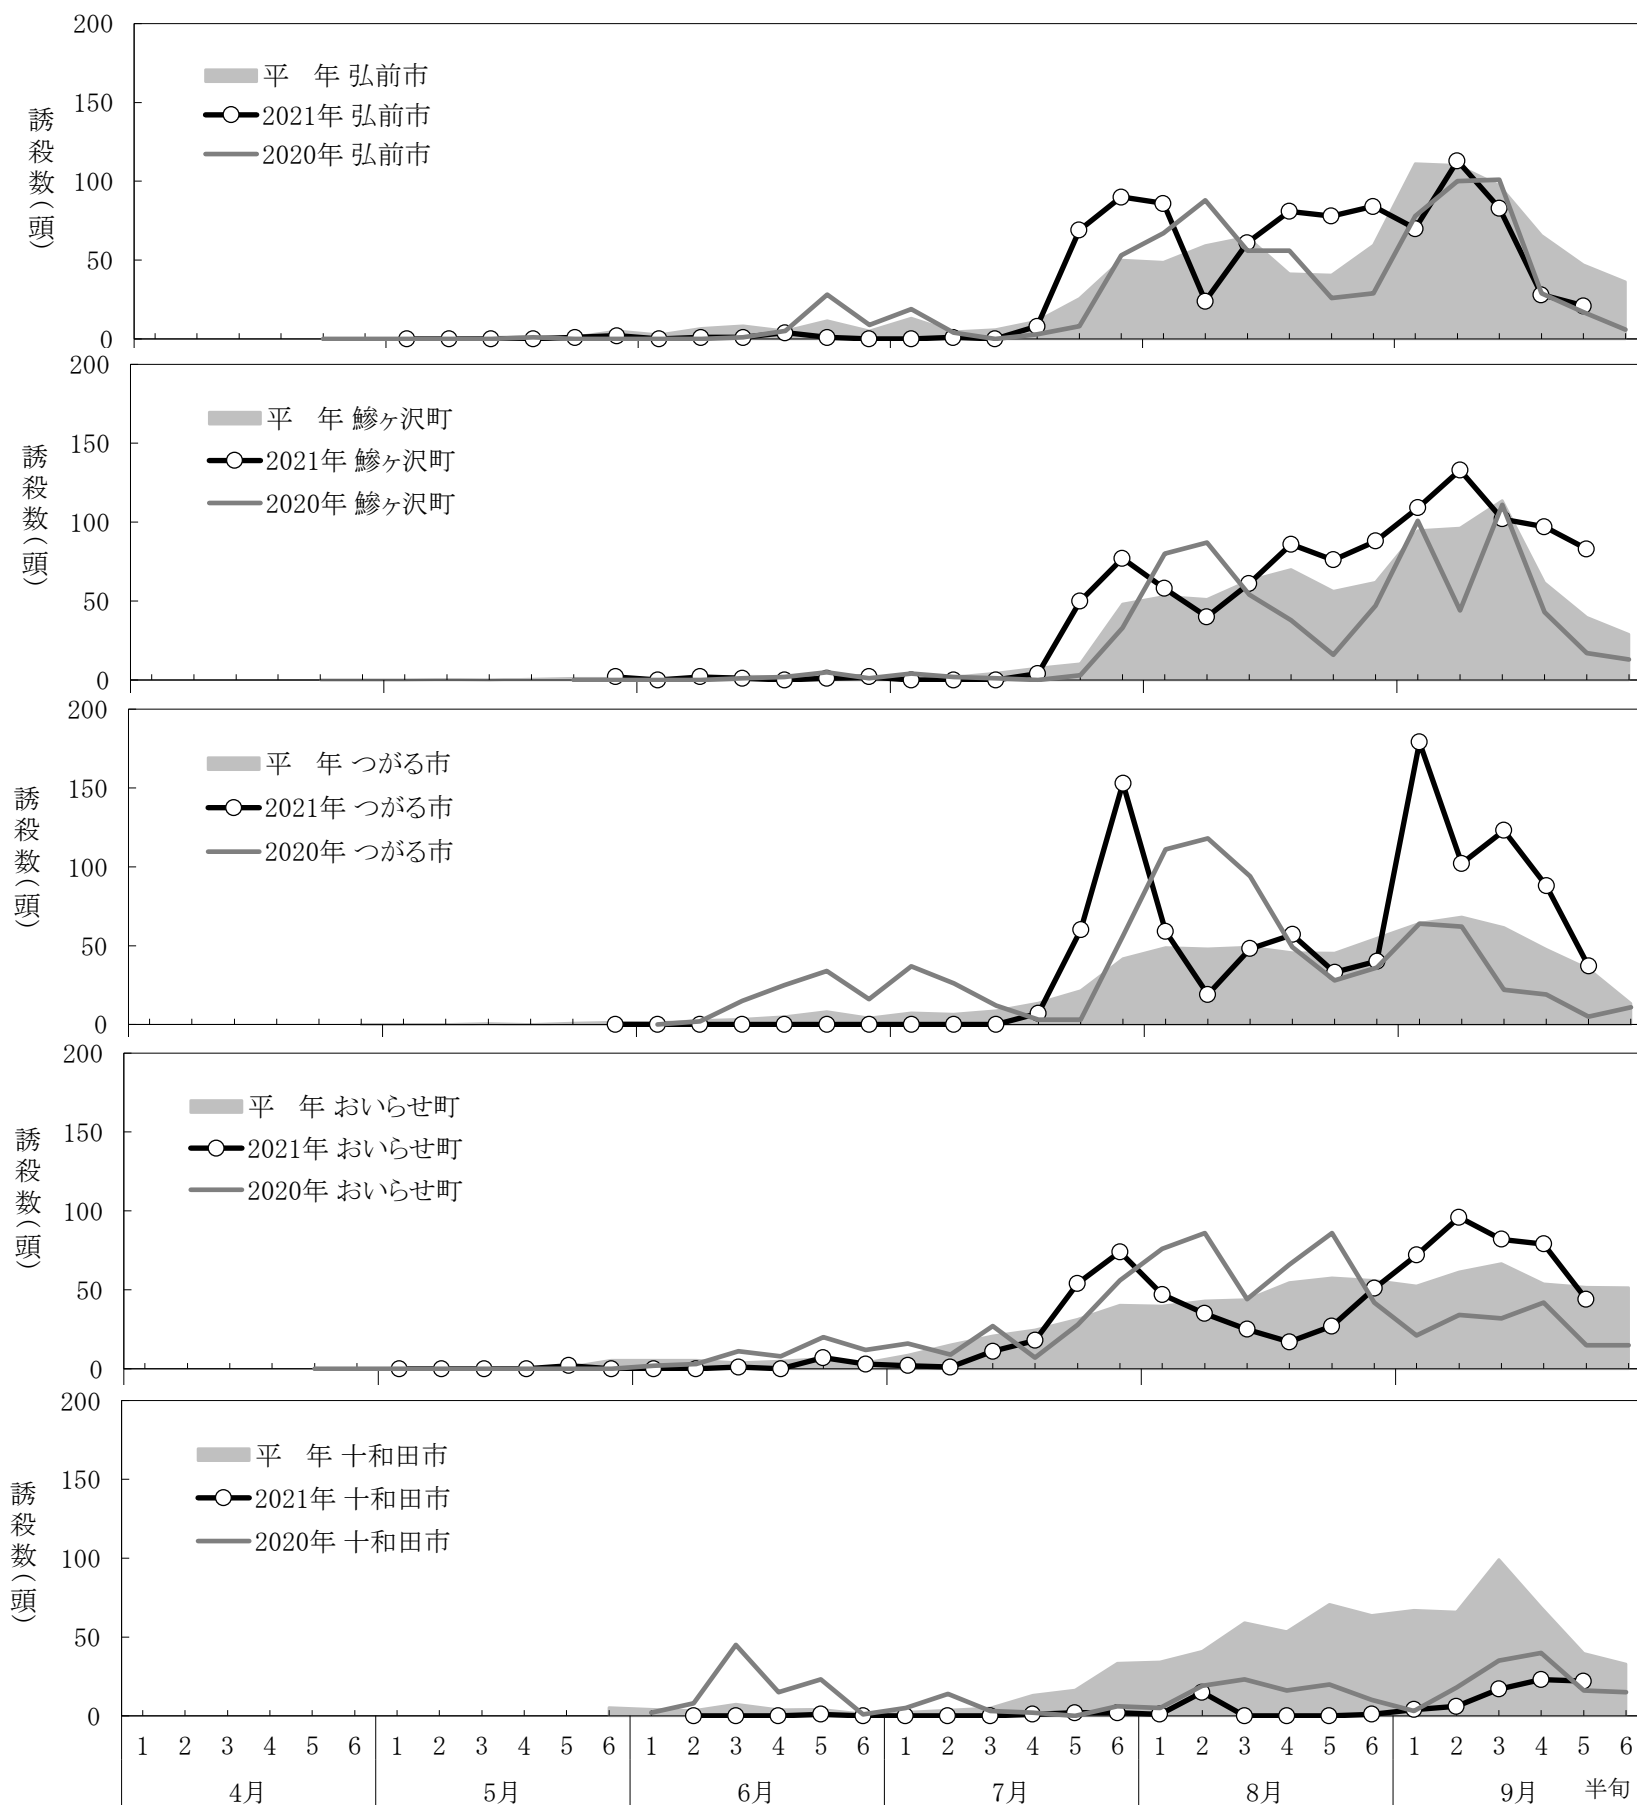 200
150
100
50
0
誘殺数(頭)
平　年 弘前市
2021年 弘前市
2020年 弘前市
200
150
100
50
0
誘殺数(頭)
平　年 鰺ヶ沢町
2021年 鰺ヶ沢町
2020年 鰺ヶ沢町
200
150
100
50
0
誘殺数(頭)
平　年 つがる市
2021年 つがる市
2020年 つがる市
200
150
100
50
0
誘殺数(頭)
平　年 おいらせ町
2021年 おいらせ町
2020年 おいらせ町
200
150
100
50
0
誘殺数(頭)
平　年 十和田市
2021年 十和田市
2020年 十和田市
1 2 3 4 5 6 1 2 3 4 5 6 1 2 3 4 5 6 1 2 3 4 5 6 1 2 3 4 5 6 1 2 3 4 5 6
4月 5月 6月 7月 8月 9月 半旬